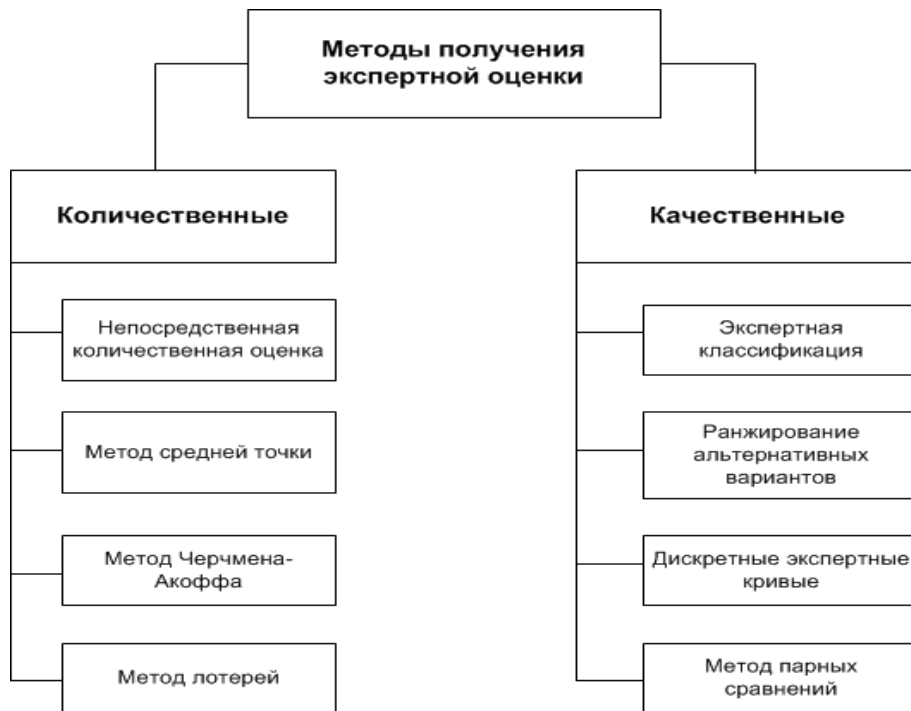 Методы получения
экспертной оценки
Количественные
Непосредственная
количественная оценка
Метод средней точки
Метод Черчмена-
Акоффа
Метод лотерей
Качественные
Экспертная
классификация
Ранжирование
альтернативных
вариантов
Дискретные экспертные
кривые
Метод парных
сравнений